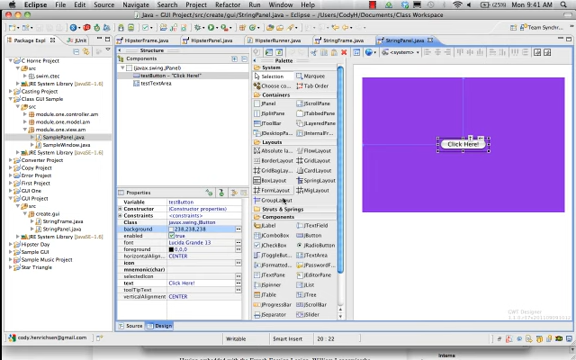 Eclipse File Edit Navigate Search Project Run Window Help
Mon 9:41 AM
Java - GUI Project/src/create/gui/StringPanel.java - Eclipse - /Users/CodyH/Documents/Class Workspace
Team Synchr...
Package Expl
JUnit
HipsterFrame.java
HipsterPanel.java
HipsterRunner.java
StringFrame.java
StringPanel.java
C Home Project
src
swim.ctec
JRE System Library [JavaSE-1.6]
Casting Project
Class GUI Sample
src
module.one.controller.am
module.one.model.am
module.one.view.am
SamplePanel.java
SampleWindow.java
JRE System Library [JavaSE-1.6]
Converter Project
Copy Project
Error Project
First Project
GUI One
GUI Project
src
create.gui
StringFrame.java
StringPanel.java
JRE System Library [JavaSE-1.6]
Hipster Day
Sample GUI
Sample Music Project
Star Triangle
Structure
Components
(javax.swing.JPanel)
testButton - "Click Here!"
testTextArea
Properties
Variable testButton
(Constructor properties)
Constraints <constraints>
Class javax.swing.JButton
background 238,238,238
enabled true
font Lucida Grande 13
foreground 0,0,0
horizontalAlign... CENTER
icon
mnemonic(char)
selectedIcon
text Click Here!
toolTipText
verticalAlignment CENTER
Palette
System
Selection Marquee
Choose co... Tab Order
Containers
JPanel JScrollPane
JSplitPane JTabbedPane
JToolBar JLayeredPane
JDesktopPa... JInternalFr...
Layouts
Absolute la... FlowLayout
BorderLayout GridLayout
GridBagLa... CardLayout
BoxLayout SpringLayout
FormLayout MigLayout
GroupLayout
Struts & Springs
Components
JLabel JTextField
JComboBox JButton
JCheckBox JRadioButton
JToggleBut... JTextArea
JFormatted... JPasswordF...
JTextPane JEditorPane
JSpinner JList
JTable JTree
JProgressBar JScrollBar
JSeparator JSlider
<system>
Click Here!
Source Design
cody.henrichsen@gmail.com
Writable
Smart Insert
20 : 22